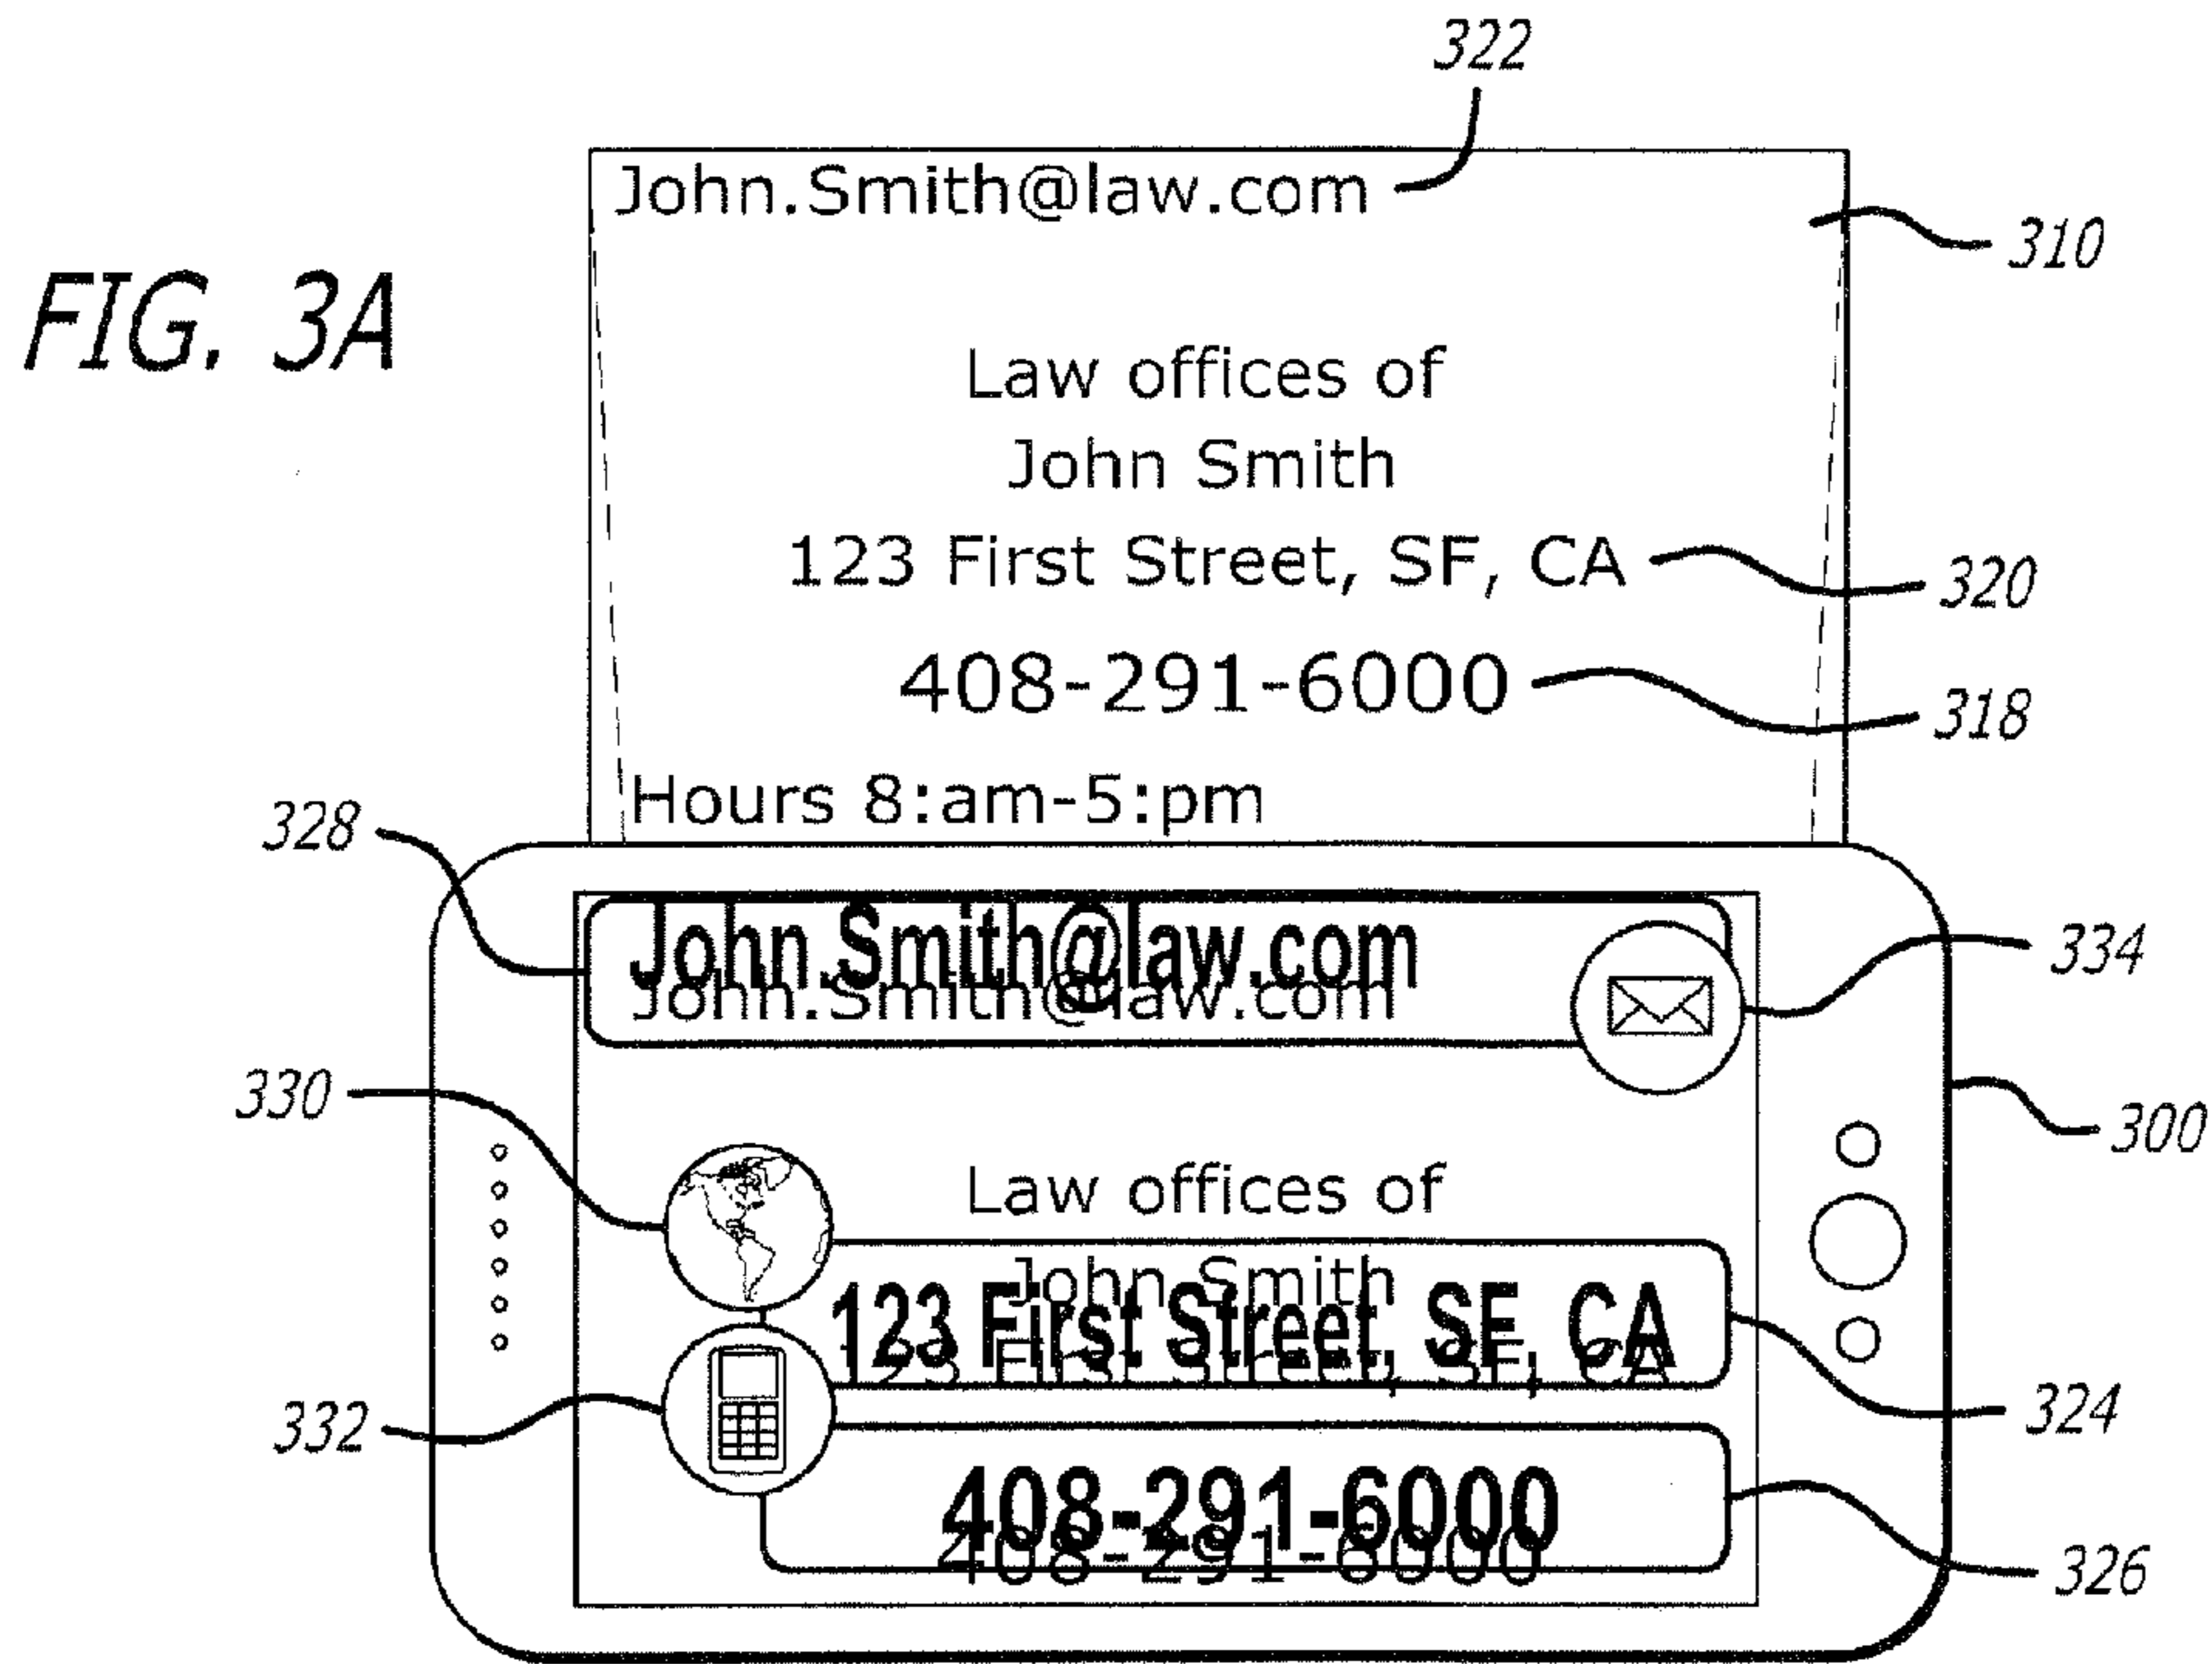 322
John.Smith@law.com
310
FIG. 3A
Law offices of
John Smith
123 First Street, SF, CA
320
408-291-6000
318
Hours 8:am-5:pm
328
John.Smith@law.com
John.Smith@law.com
334
330
300
Law offices of
John Smith
123 First Street, SF, CA
123 First Street, SF, CA
332
324
408-291-6000
408-291-6000
326